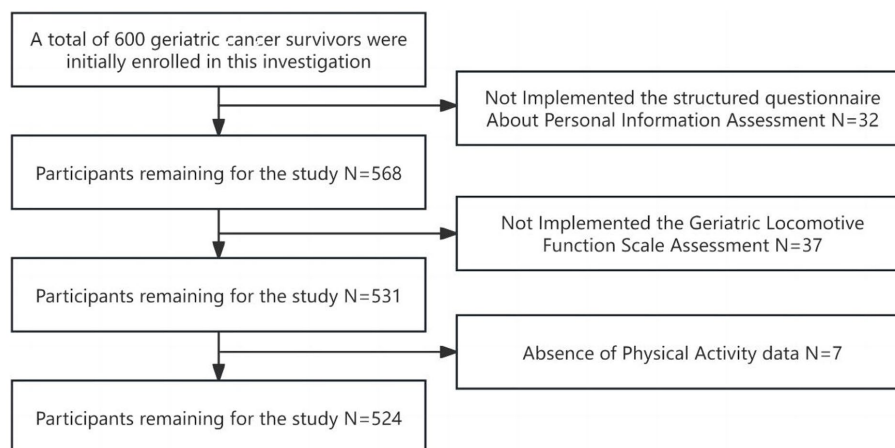 A total of 600 geriatric cancer survivors were
initially enrolled in this investigation
Not Implemented the structured questionnaire
About Personal Information Assessment N=32
Participants remaining for the study N=568
Not Implemented the Geriatric Locomotive
Function Scale Assessment N=37
Participants remaining for the study N=531
Absence of Physical Activity data N=7
Participants remaining for the study N=524